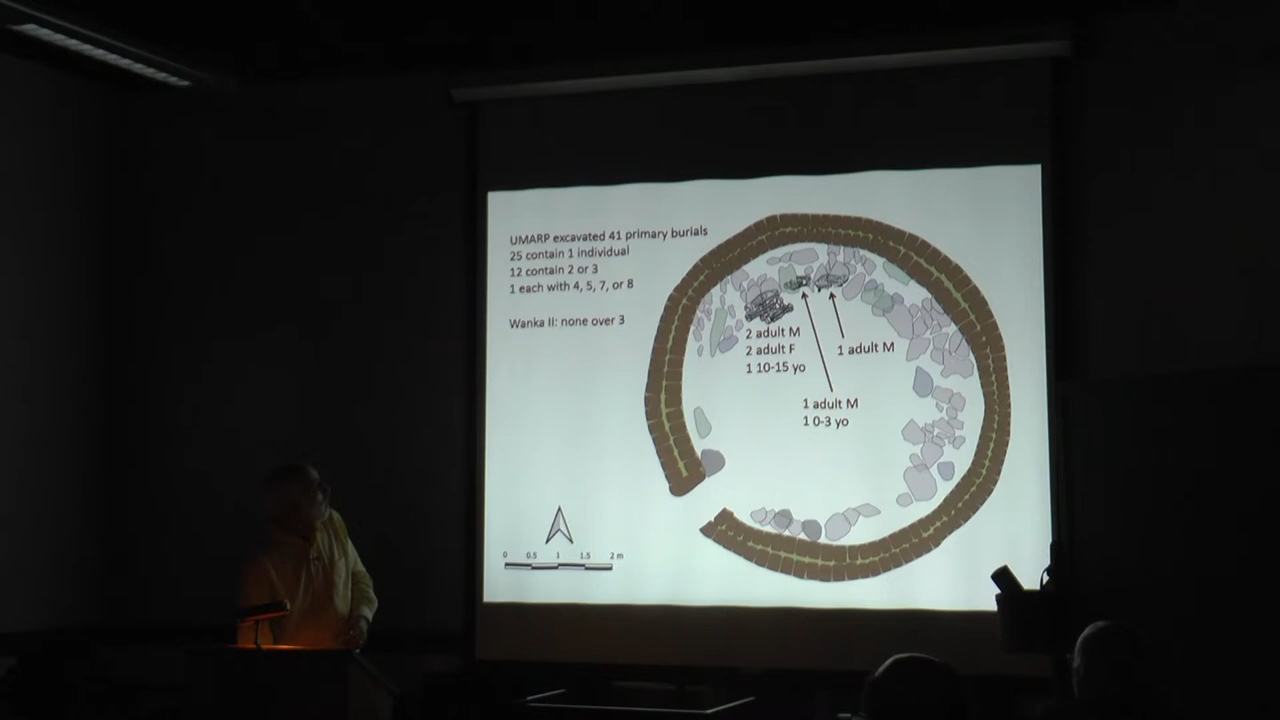 UMARP excavated 41 primary burials
25 contain 1 individual
12 contain 2 or 3
1 each with 4, 5, 7, or 8
Wanka II: none over 3
2 adult M
2 adult F
1 10-15 yo
1 adult M
1 adult M
1 0-3 yo
0 0.5 1 1.5 2 m